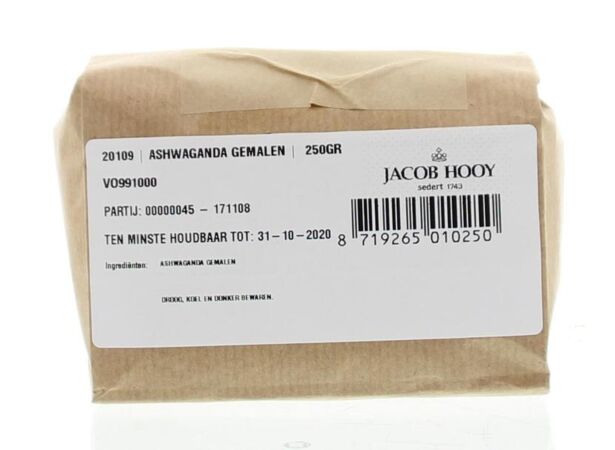 20109 | ASHWAGANDA GEMALEN | 250GR
VO991000
PARTIJ: 00000045 - 171108
TEN MINSTE HOUDBAAR TOT: 31-10-2020
Ingrediënten: ASHWAGANDA GEMALEN
DROOG, KOEL EN DONKER BEWAREN.
JACOB HOOY
sedert 1743
8 719265 010250